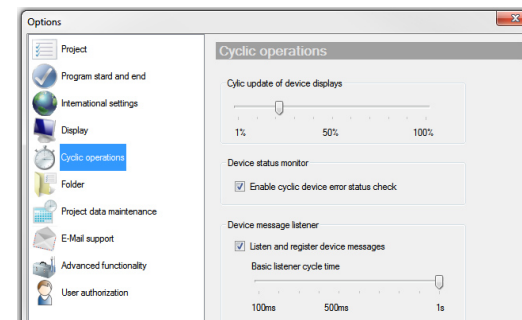 Options
Project
Program stard and end
International settings
Display
Cyclic operations
Folder
Project data maintenance
E-Mail support
Advanced functionality
User authorization
Cyclic operations
Cylic update of device displays
1% 50% 100%
Device status monitor
Enable cyclic device error status check
Device message listener
Listen and register device messages
Basic listener cycle time
100ms 500ms 1s